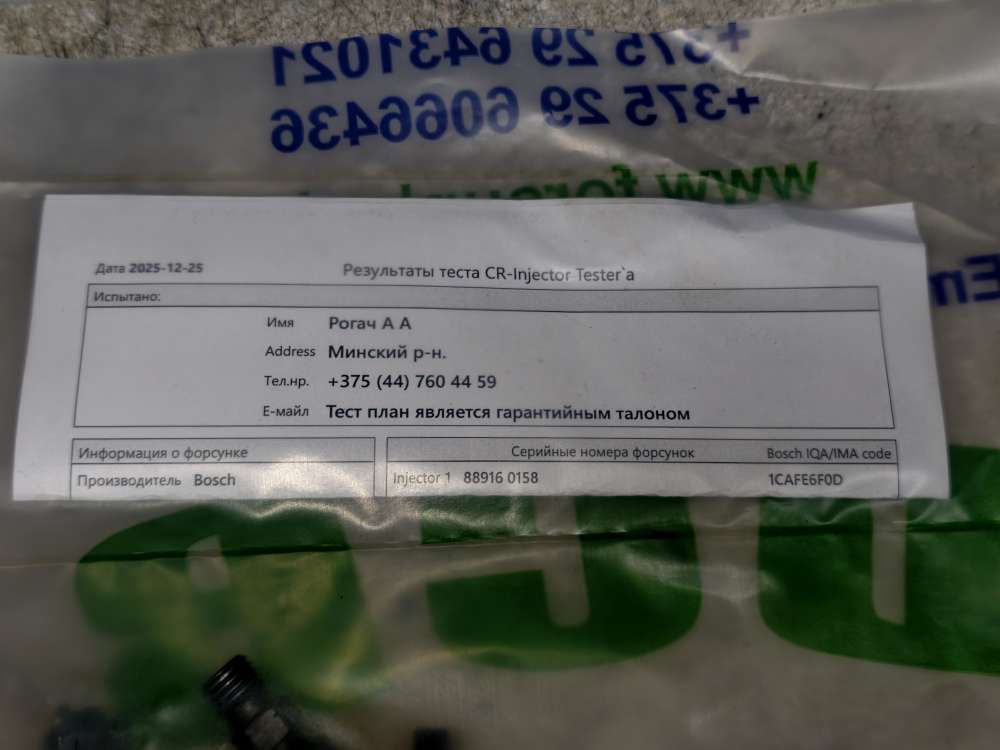 +375 29 6431021
+375 29 6066436
www.
Дата 2025-12-25
Результаты теста CR-Injector Tester`а
Испытано:
Имя Рогач А А
Address Минский р-н.
Тел.нр. +375 (44) 760 44 59
Е-майл Тест план является гарантийным талоном
Информация о форсунке
Серийные номера форсунок Bosch IQA/IMA code
Производитель Bosch
Injector 1 88916 0158 1CAFE6F0D